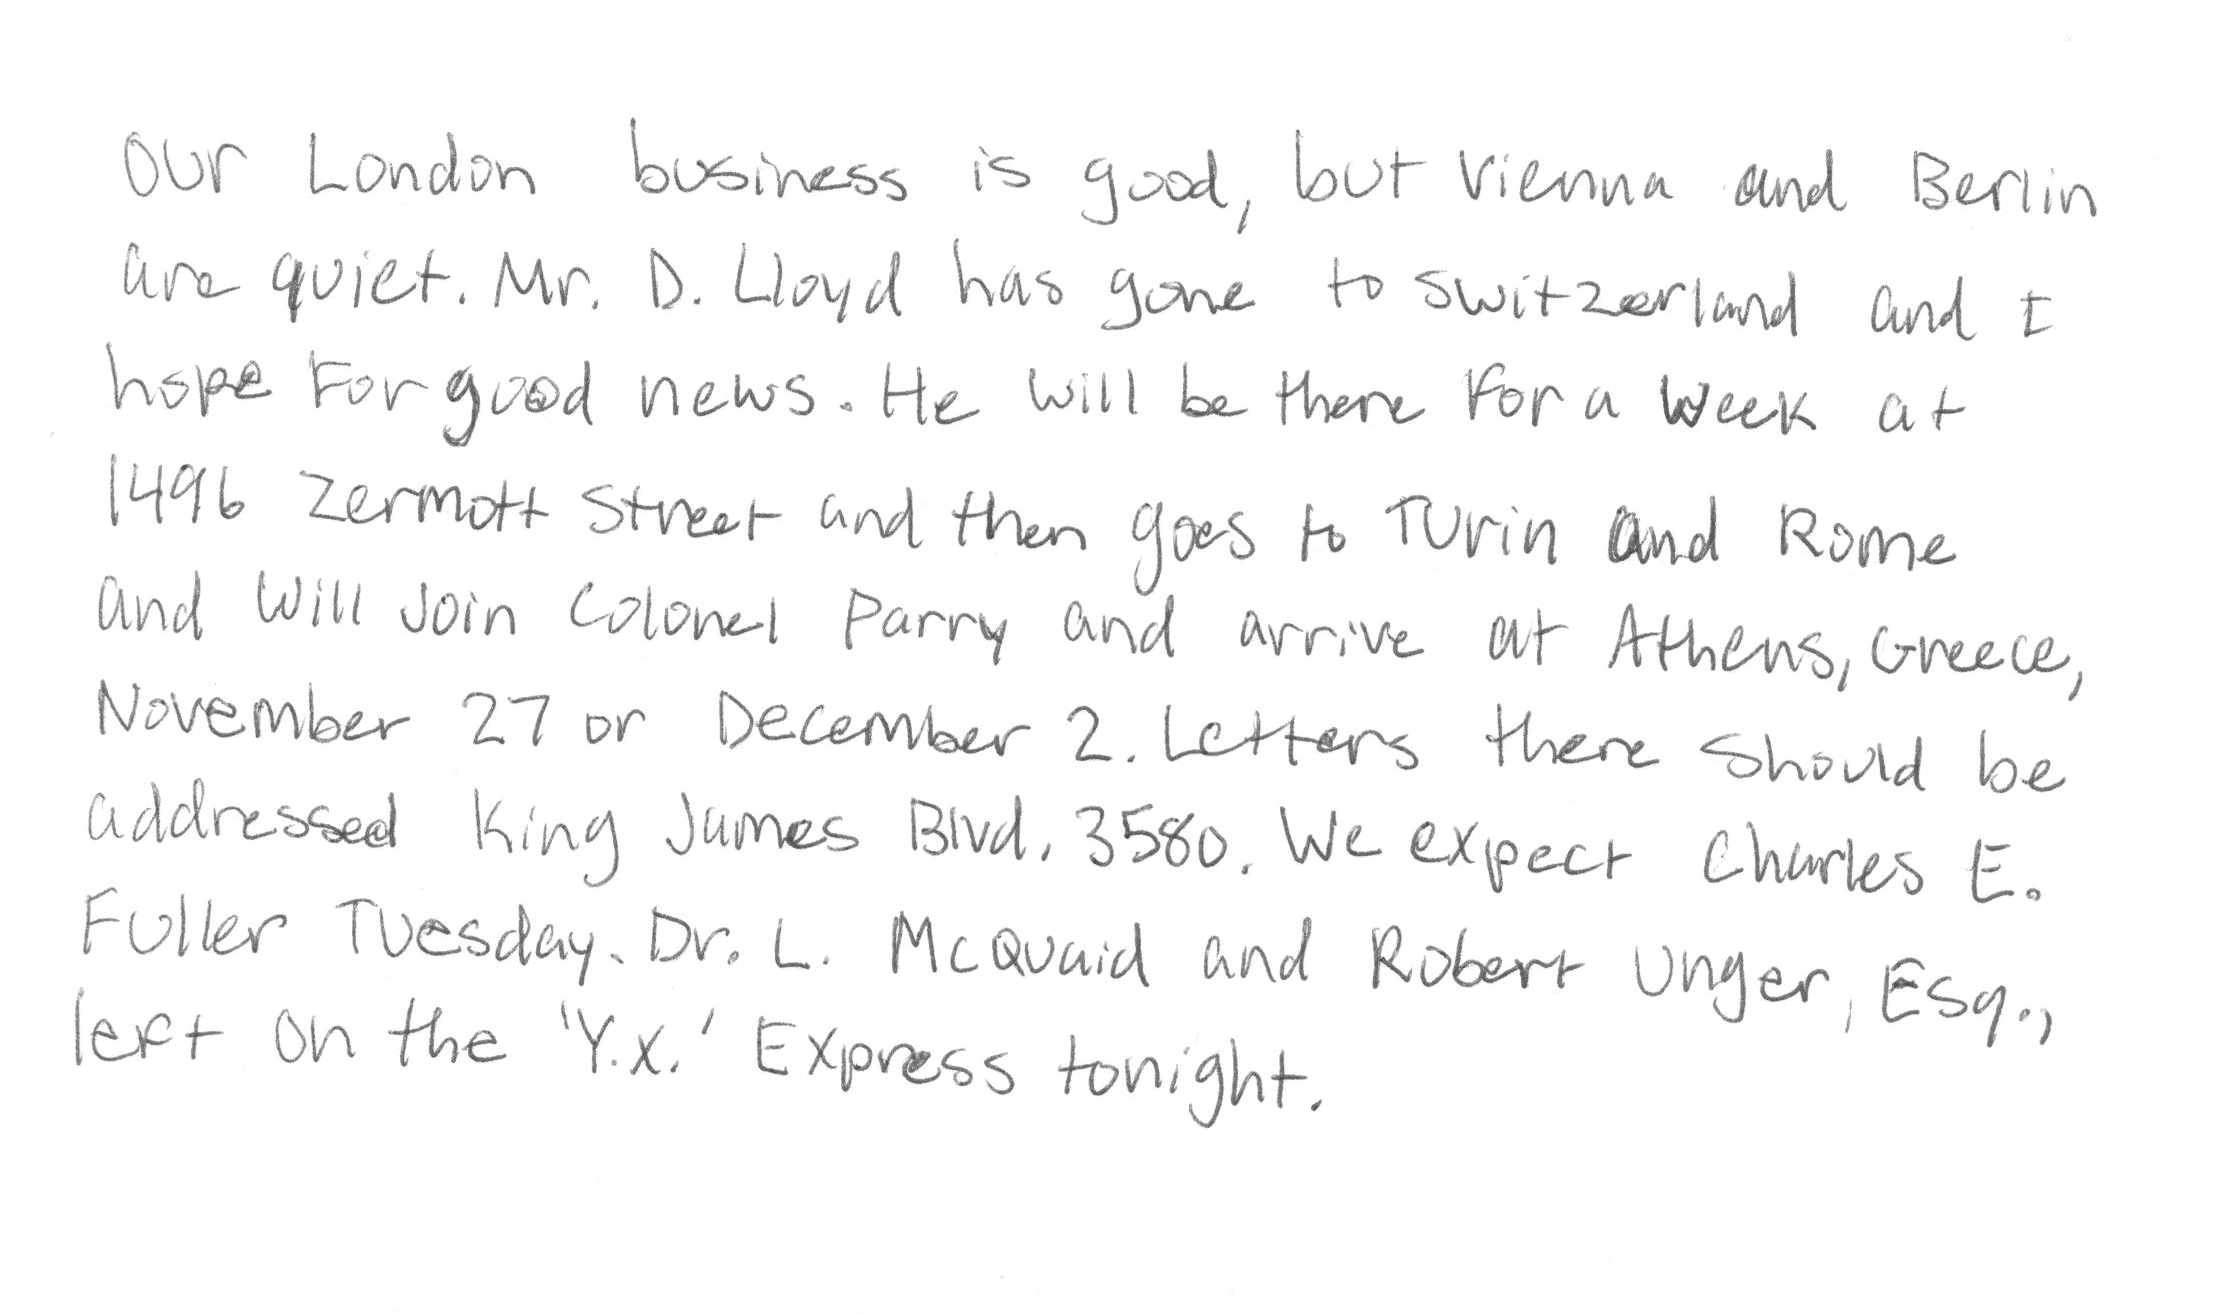 Our London business is good, but Vienna and Berlin
are quiet. Mr. D. Lloyd has gone to Switzerland and I
hope for good news. He will be there for a week at
1496 Zermott Street and then goes to Turin and Rome
and will join Colonel Parry and arrive at Athens, Greece,
November 27 or December 2. Letters there should be
addressed King James Blvd. 3580. We expect Charles E.
Fuller Tuesday. Dr. L. McQuaid and Robert Unger, Esq.,
left on the 'Y.X.' Express tonight.